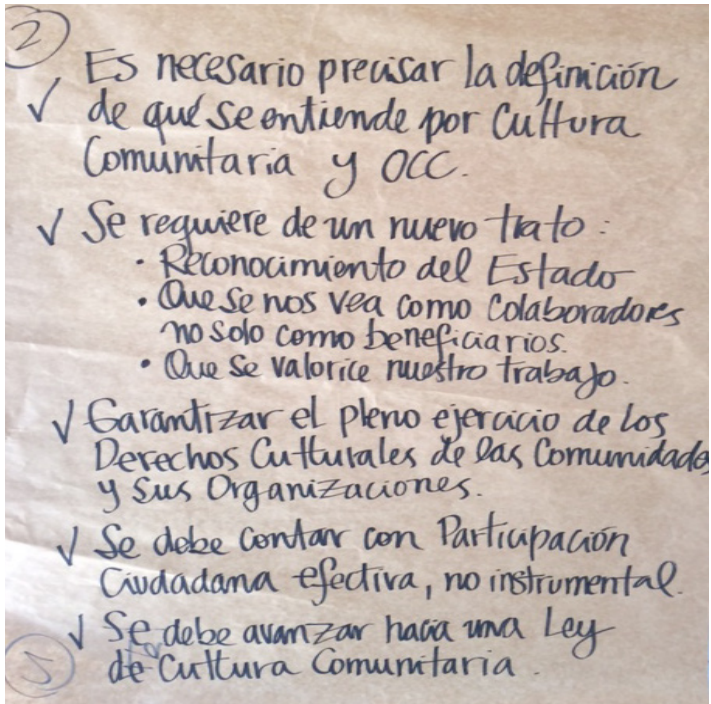 2
Es necesario precisar la definición
✓ de qué se entiende por Cultura
Comunitaria y OCC.
✓ Se requiere de un nuevo trato:
• Reconocimiento del Estado
• Que se nos vea como Colaboradores
no solo como beneficiarios.
• Que se valorice nuestro trabajo.
✓ Garantizar el pleno ejercicio de los
Derechos Culturales de las Comunidades
y sus Organizaciones.
✓ Se debe contar con Participación
Ciudadana efectiva, no instrumental.
✓ Se debe avanzar hacia una Ley
de Cultura Comunitaria.